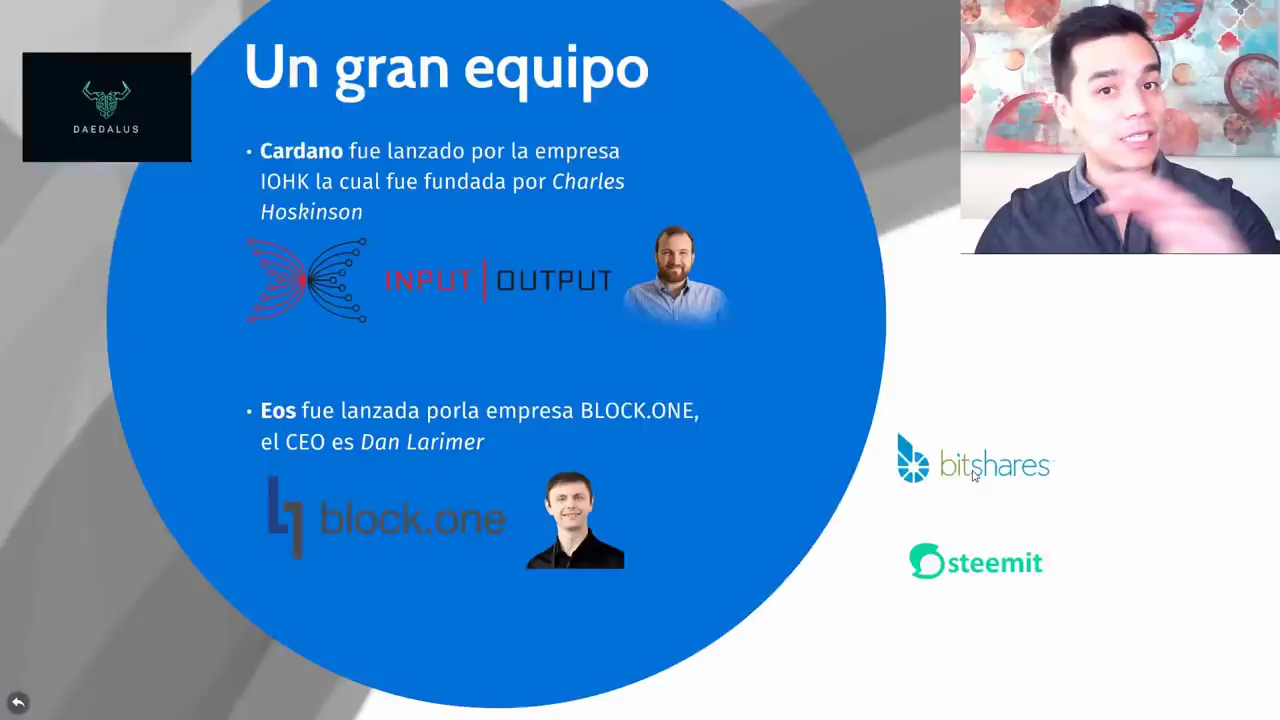 Un gran equipo
DAEDALUS
• Cardano fue lanzado por la empresa
IOHK la cual fue fundada por Charles
Hoskinson
INPUT | OUTPUT
• Eos fue lanzada porla empresa BLOCK.ONE,
el CEO es Dan Larimer
block.one
bitshares
steemit